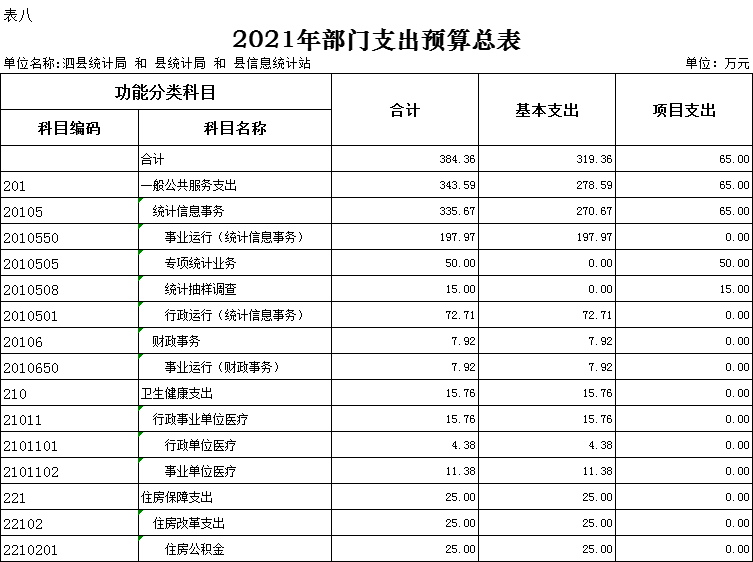 表八
2021年部门支出预算总表
单位名称:泗县统计局 和 县统计局 和 县信息统计站 单位：万元
功能分类科目 合计 基本支出 项目支出
科目编码 科目名称
合计 384.36 319.36 65.00
201 一般公共服务支出 343.59 278.59 65.00
20105 统计信息事务 335.67 270.67 65.00
2010550 事业运行（统计信息事务） 197.97 197.97 0.00
2010505 专项统计业务 50.00 0.00 50.00
2010508 统计抽样调查 15.00 0.00 15.00
2010501 行政运行（统计信息事务） 72.71 72.71 0.00
20106 财政事务 7.92 7.92 0.00
2010650 事业运行（财政事务） 7.92 7.92 0.00
210 卫生健康支出 15.76 15.76 0.00
21011 行政事业单位医疗 15.76 15.76 0.00
2101101 行政单位医疗 4.38 4.38 0.00
2101102 事业单位医疗 11.38 11.38 0.00
221 住房保障支出 25.00 25.00 0.00
22102 住房改革支出 25.00 25.00 0.00
2210201 住房公积金 25.00 25.00 0.00